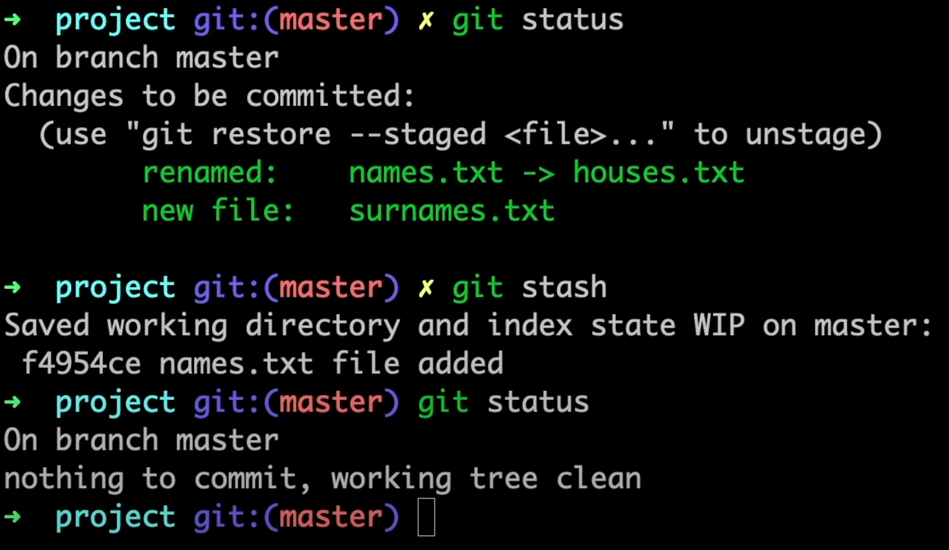 ➜  project git:(master) ✗ git status
On branch master
Changes to be committed:
  (use "git restore --staged <file>..." to unstage)
        renamed:    names.txt -> houses.txt
        new file:   surnames.txt

➜  project git:(master) ✗ git stash
Saved working directory and index state WIP on master:
 f4954ce names.txt file added
➜  project git:(master) git status
On branch master
nothing to commit, working tree clean
➜  project git:(master)